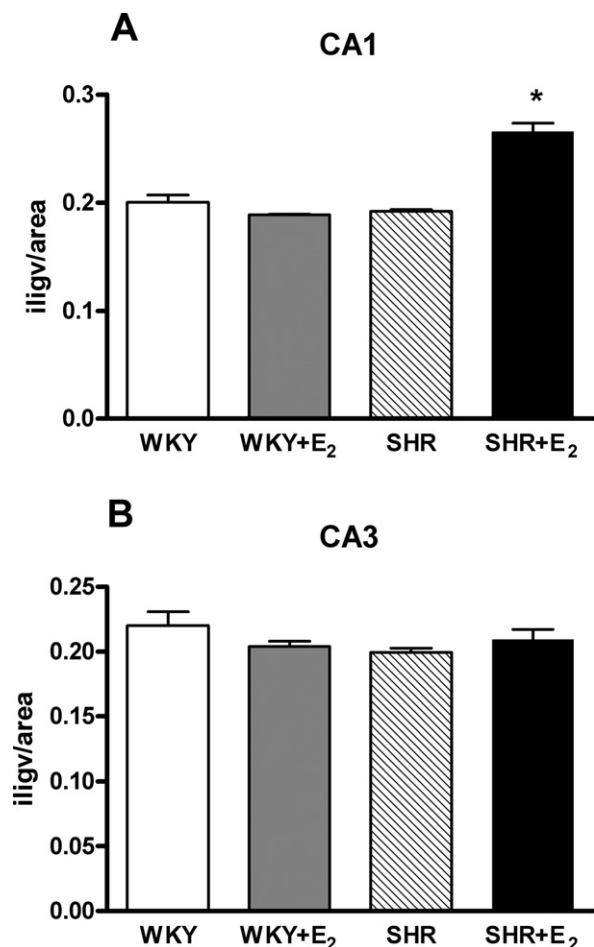 A
CA1
iligv/area
0.3
*
0.2
0.1
0.0
WKY WKY+E₂ SHR SHR+E₂
B
CA3
iligv/area
0.25
0.20
0.15
0.10
0.05
0.00
WKY WKY+E₂ SHR SHR+E₂